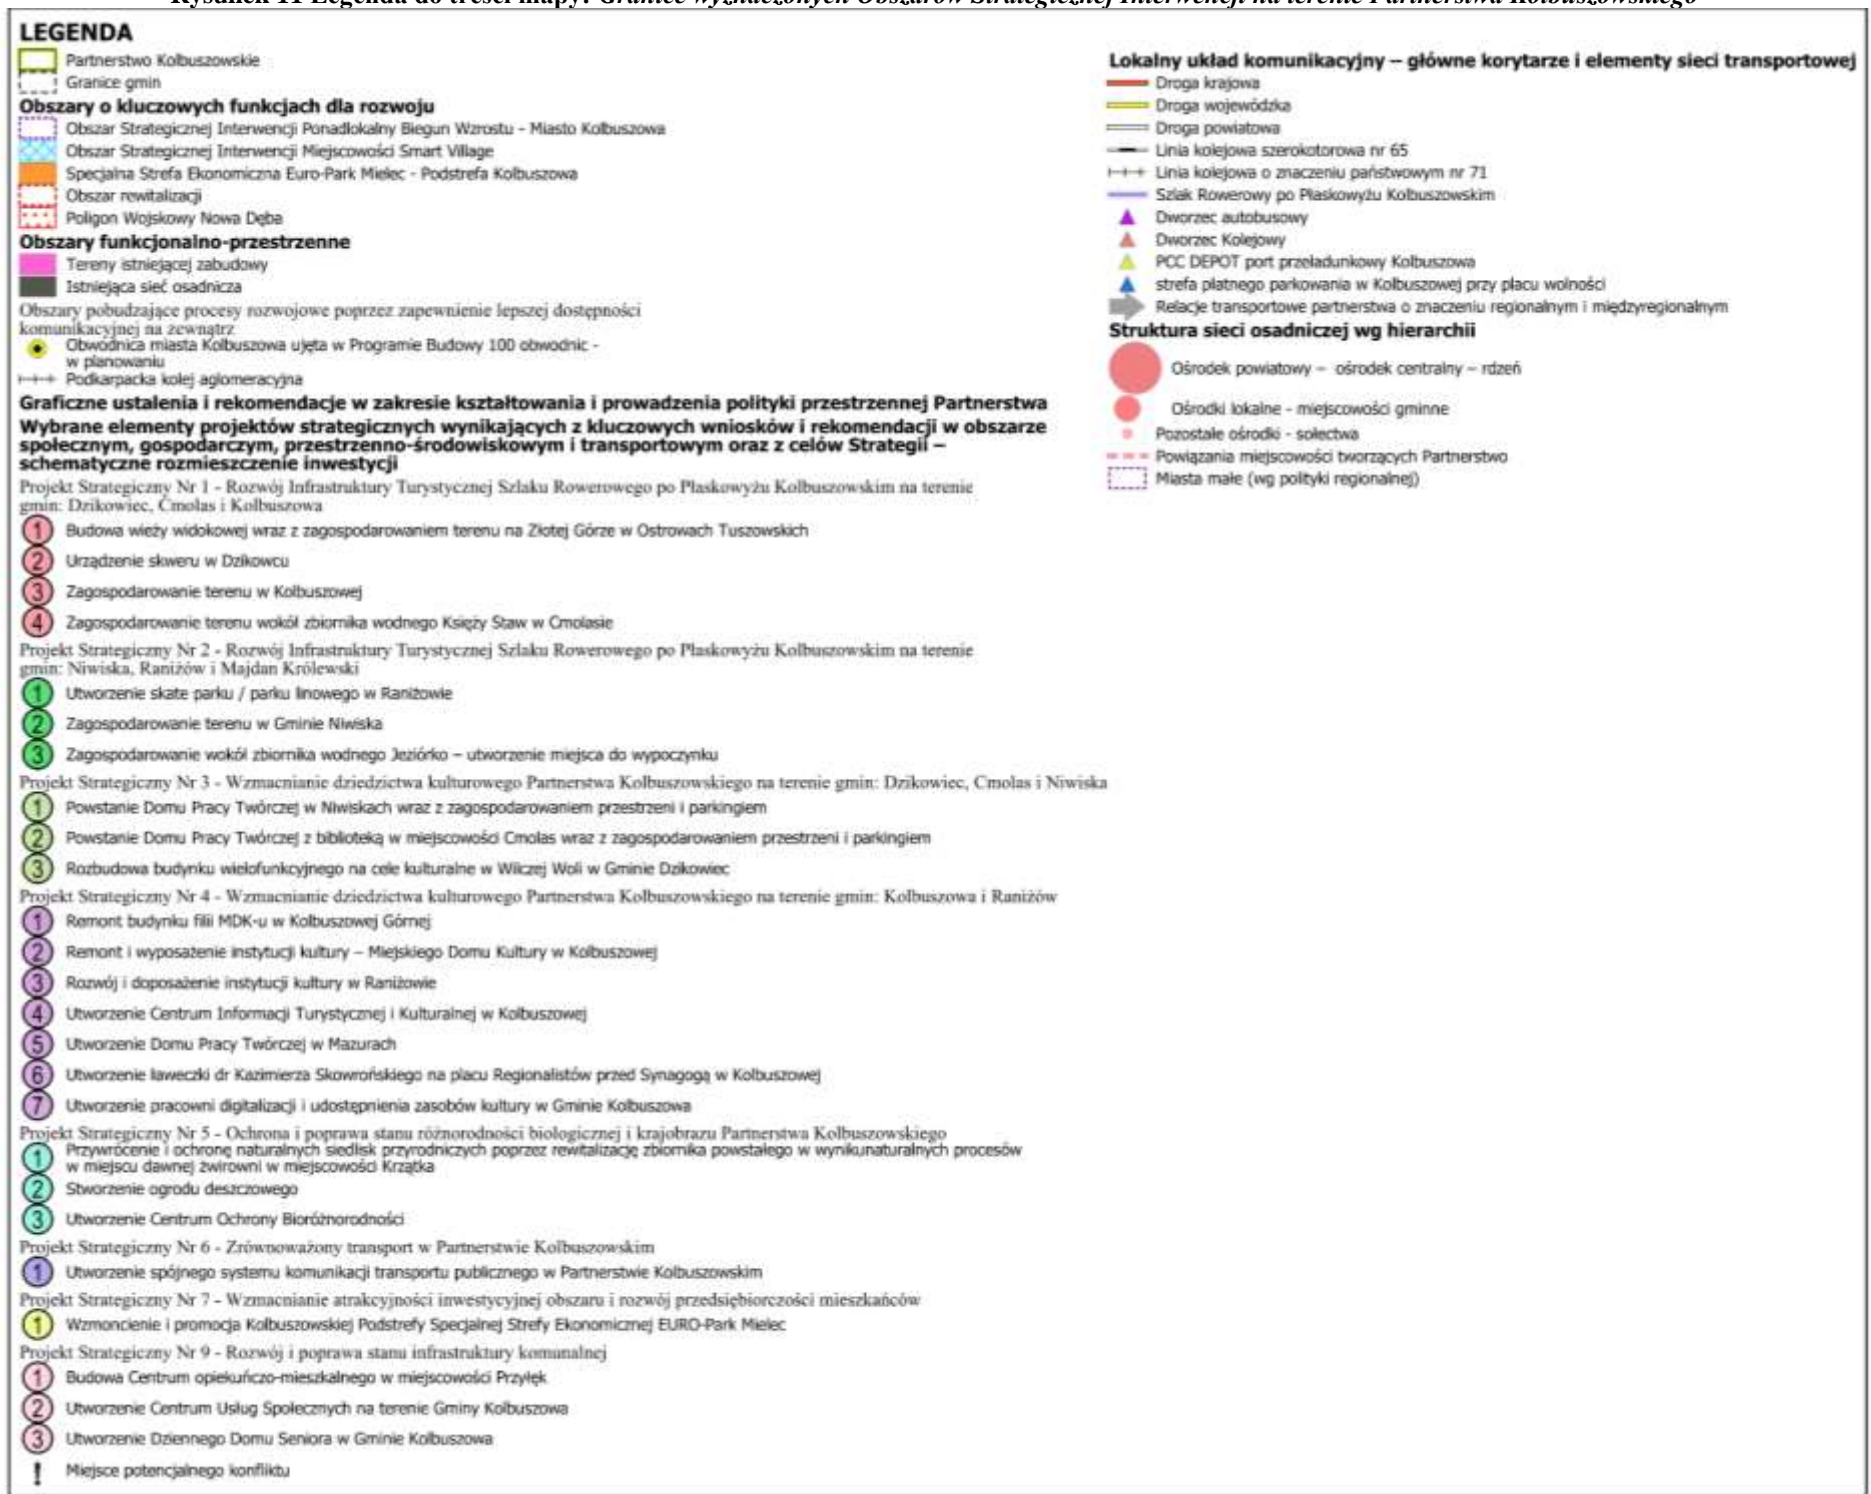 Rysunek 11 Legenda do treści mapy: Granice wyznaczonych Obszarów Strategicznej Interwencji na terenie Partnerstwa Kolbuszowskiego
LEGENDA
Partnerstwo Kolbuszowskie
Granice gmin
Obszary o kluczowych funkcjach dla rozwoju
Obszar Strategicznej Interwencji Ponadlokalny Biegun Wzrostu - Miasto Kolbuszowa
Obszar Strategicznej Interwencji Miejscowości Smart Village
Specjalna Strefa Ekonomiczna Euro-Park Mielec - Podstrefa Kolbuszowa
Obszar rewitalizacji
Poligon Wojskowy Nowa Dęba
Obszary funkcjonalno-przestrzenne
Tereny istniejącej zabudowy
Istniejąca sieć osadnicza
Obszary pobudzające procesy rozwojowe poprzez zapewnienie lepszej dostępności
komunikacyjnej na zewnątrz
Obwodnica miasta Kolbuszowa ujęta w Programie Budowy 100 obwodnic -
w planowaniu
Podkarpacka kolej aglomeracyjna
Graficzne ustalenia i rekomendacje w zakresie kształtowania i prowadzenia polityki przestrzennej Partnerstwa
Wybrane elementy projektów strategicznych wynikających z kluczowych wniosków i rekomendacji w obszarze
społecznym, gospodarczym, przestrzenno-środowiskowym i transportowym oraz z celów Strategii –
schematyczne rozmieszczenie inwestycji
Projekt Strategiczny Nr 1 - Rozwój Infrastruktury Turystycznej Szlaku Rowerowego po Płaskowyżu Kolbuszowskim na terenie
gmin: Dzikowiec, Cmolas i Kolbuszowa
1 Budowa wieży widokowej wraz z zagospodarowaniem terenu na Złotej Górze w Ostrowach Tuszowskich
2 Urządzenie skweru w Dzikowcu
3 Zagospodarowanie terenu w Kolbuszowej
4 Zagospodarowanie terenu wokół zbiornika wodnego Księży Staw w Cmolasie
Projekt Strategiczny Nr 2 - Rozwój Infrastruktury Turystycznej Szlaku Rowerowego po Płaskowyżu Kolbuszowskim na terenie
gmin: Niwiska, Raniżów i Majdan Królewski
1 Utworzenie skate parku / parku linowego w Raniżowie
2 Zagospodarowanie terenu w Gminie Niwiska
3 Zagospodarowanie wokół zbiornika wodnego Jeziórko – utworzenie miejsca do wypoczynku
Projekt Strategiczny Nr 3 - Wzmacnianie dziedzictwa kulturowego Partnerstwa Kolbuszowskiego na terenie gmin: Dzikowiec, Cmolas i Niwiska
1 Powstanie Domu Pracy Twórczej w Niwiskach wraz z zagospodarowaniem przestrzeni i parkingiem
2 Powstanie Domu Pracy Twórczej z biblioteką w miejscowości Cmolas wraz z zagospodarowaniem przestrzeni i parkingiem
3 Rozbudowa budynku wielofunkcyjnego na cele kulturalne w Wilczej Woli w Gminie Dzikowiec
Projekt Strategiczny Nr 4 - Wzmacnianie dziedzictwa kulturowego Partnerstwa Kolbuszowskiego na terenie gmin: Kolbuszowa i Raniżów
1 Remont budynku filii MDK-u w Kolbuszowej Górnej
2 Remont i wyposażenie instytucji kultury – Miejskiego Domu Kultury w Kolbuszowej
3 Rozwój i doposażenie instytucji kultury w Raniżowie
4 Utworzenie Centrum Informacji Turystycznej i Kulturalnej w Kolbuszowej
5 Utworzenie Domu Pracy Twórczej w Mazurach
6 Utworzenie ławeczki dr Kazimierza Skowrońskiego na placu Regionalistów przed Synagogą w Kolbuszowej
7 Utworzenie pracowni digitalizacji i udostępnienia zasobów kultury w Gminie Kolbuszowa
Projekt Strategiczny Nr 5 - Ochrona i poprawa stanu różnorodności biologicznej i krajobrazu Partnerstwa Kolbuszowskiego
1 Przywrócenie i ochronę naturalnych siedlisk przyrodniczych poprzez rewitalizację zbiornika powstałego w wynikunaturalnych procesów
w miejscu dawnej żwirowni w miejscowości Krzątka
2 Stworzenie ogrodu deszczowego
3 Utworzenie Centrum Ochrony Bioróżnorodności
Projekt Strategiczny Nr 6 - Zrównoważony transport w Partnerstwie Kolbuszowskim
1 Utworzenie spójnego systemu komunikacji transportu publicznego w Partnerstwie Kolbuszowskim
Projekt Strategiczny Nr 7 - Wzmacnianie atrakcyjności inwestycyjnej obszaru i rozwój przedsiębiorczości mieszkańców
1 Wzmoncienie i promocja Kolbuszowskiej Podstrefy Specjalnej Strefy Ekonomicznej EURO-Park Mielec
Projekt Strategiczny Nr 9 - Rozwój i poprawa stanu infrastruktury komunalnej
1 Budowa Centrum opiekuńczo-mieszkalnego w miejscowości Przyłęk
2 Utworzenie Centrum Usług Społecznych na terenie Gminy Kolbuszowa
3 Utworzenie Dziennego Domu Seniora w Gminie Kolbuszowa
! Miejsce potencjalnego konfliktu
Lokalny układ komunikacyjny – główne korytarze i elementy sieci transportowej
Droga krajowa
Droga wojewódzka
Droga powiatowa
Linia kolejowa szerokotorowa nr 65
Linia kolejowa o znaczeniu państwowym nr 71
Szlak Rowerowy po Płaskowyżu Kolbuszowskim
Dworzec autobusowy
Dworzec Kolejowy
PCC DEPOT port przeładunkowy Kolbuszowa
strefa płatnego parkowania w Kolbuszowej przy placu wolności
Relacje transportowe partnerstwa o znaczeniu regionalnym i międzyregionalnym
Struktura sieci osadniczej wg hierarchii
Ośrodek powiatowy – ośrodek centralny – rdzeń
Ośrodki lokalne - miejscowości gminne
Pozostałe ośrodki - sołectwa
Powiązania miejscowości tworzących Partnerstwo
Miasta małe (wg polityki regionalnej)